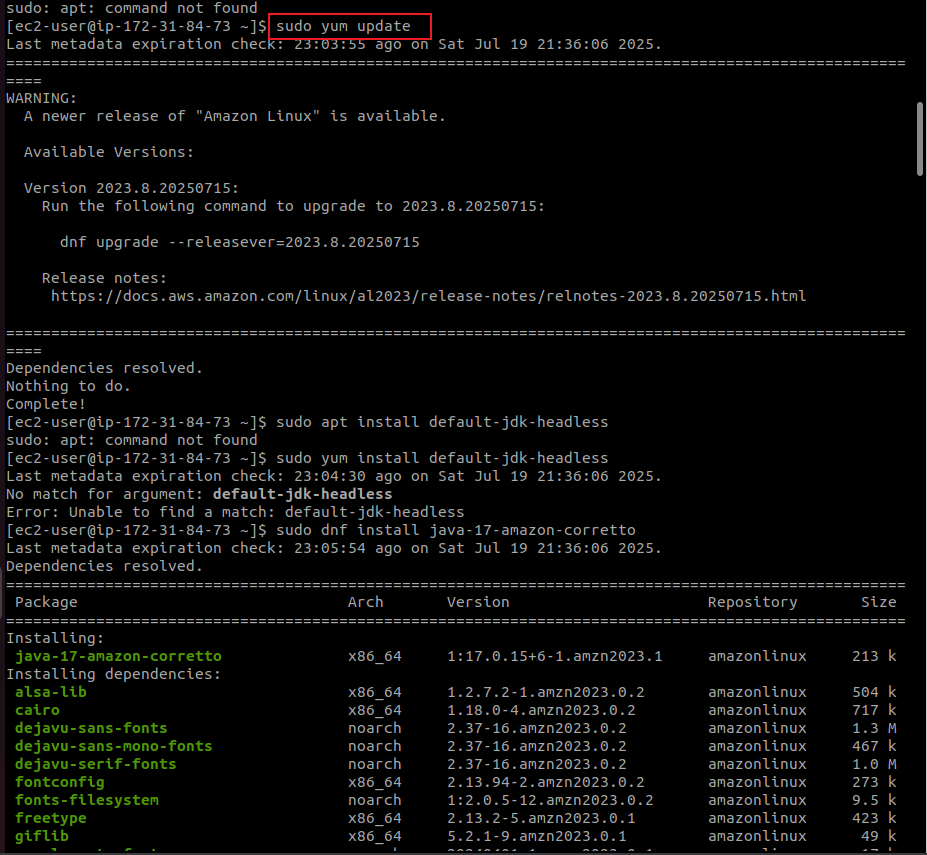 sudo: apt: command not found
[ec2-user@ip-172-31-84-73 ~]$ sudo yum update
Last metadata expiration check: 23:03:55 ago on Sat Jul 19 21:36:06 2025.
====================================================================================================
====
WARNING:
  A newer release of "Amazon Linux" is available.
  Available Versions:
  Version 2023.8.20250715:
    Run the following command to upgrade to 2023.8.20250715:
      dnf upgrade --releasever=2023.8.20250715
    Release notes:
     https://docs.aws.amazon.com/linux/al2023/release-notes/relnotes-2023.8.20250715.html
====================================================================================================
====
Dependencies resolved.
Nothing to do.
Complete!
[ec2-user@ip-172-31-84-73 ~]$ sudo apt install default-jdk-headless
sudo: apt: command not found
[ec2-user@ip-172-31-84-73 ~]$ sudo yum install default-jdk-headless
Last metadata expiration check: 23:04:30 ago on Sat Jul 19 21:36:06 2025.
No match for argument: default-jdk-headless
Error: Unable to find a match: default-jdk-headless
[ec2-user@ip-172-31-84-73 ~]$ sudo dnf install java-17-amazon-corretto
Last metadata expiration check: 23:05:54 ago on Sat Jul 19 21:36:06 2025.
Dependencies resolved.
====================================================================================================
 Package                              Arch       Version                      Repository       Size
====================================================================================================
Installing:
 java-17-amazon-corretto              x86_64     1:17.0.15+6-1.amzn2023.1     amazonlinux     213 k
Installing dependencies:
 alsa-lib                             x86_64     1.2.7.2-1.amzn2023.0.2       amazonlinux     504 k
 cairo                                x86_64     1.18.0-4.amzn2023.0.2        amazonlinux     717 k
 dejavu-sans-fonts                    noarch     2.37-16.amzn2023.0.2         amazonlinux     1.3 M
 dejavu-sans-mono-fonts               noarch     2.37-16.amzn2023.0.2         amazonlinux     467 k
 dejavu-serif-fonts                   noarch     2.37-16.amzn2023.0.2         amazonlinux     1.0 M
 fontconfig                           x86_64     2.13.94-2.amzn2023.0.2       amazonlinux     273 k
 fonts-filesystem                     noarch     1:2.0.5-12.amzn2023.0.2      amazonlinux     9.5 k
 freetype                             x86_64     2.13.2-5.amzn2023.0.1        amazonlinux     423 k
 giflib                               x86_64     5.2.1-9.amzn2023.0.1         amazonlinux      49 k